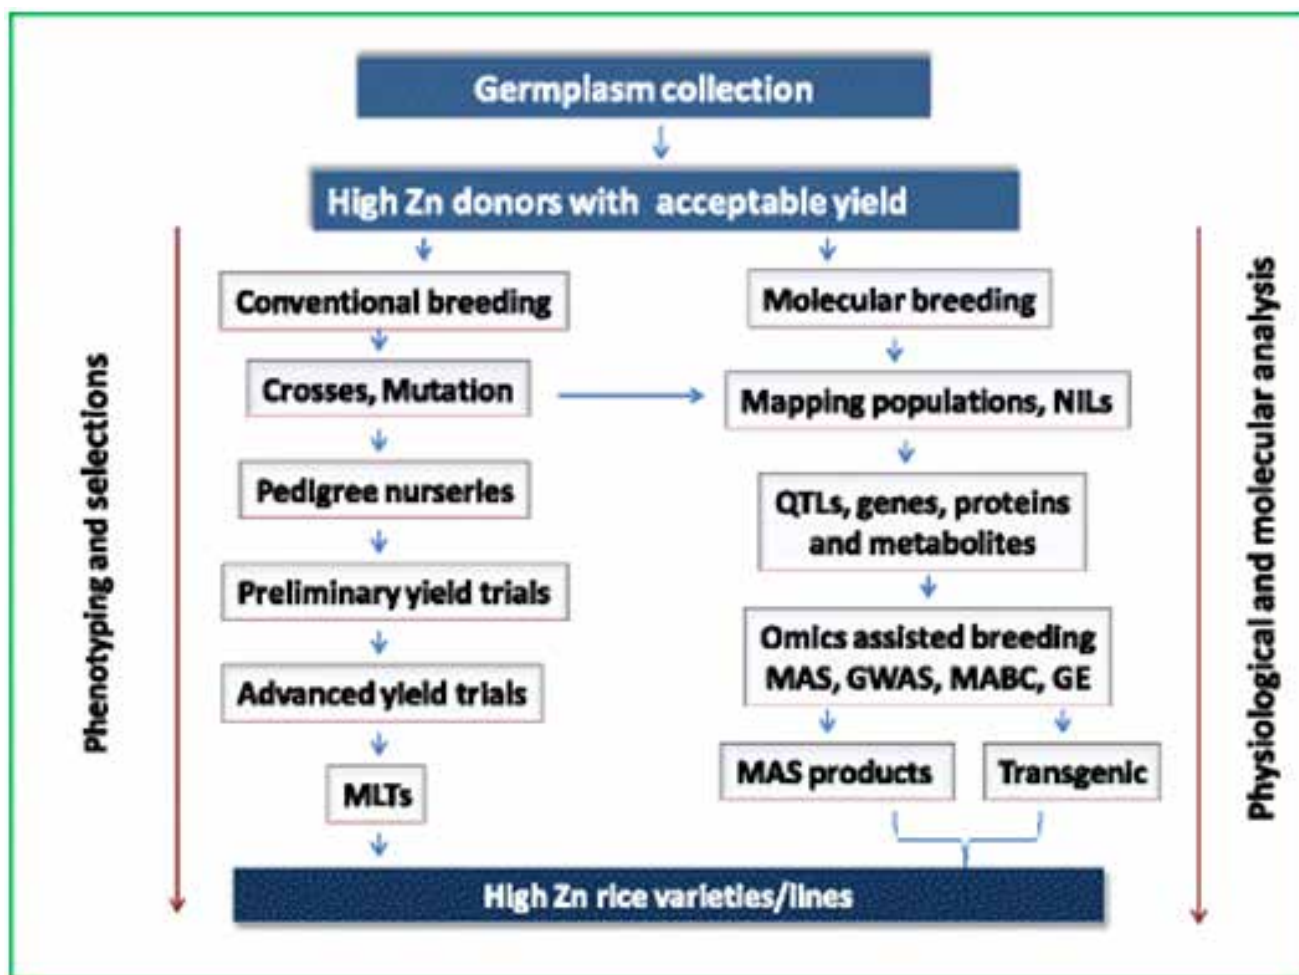 Germplasm collection
High Zn donors with acceptable yield
Conventional breeding
Crosses, Mutation
Pedigree nurseries
Preliminary yield trials
Advanced yield trials
MLTs
Molecular breeding
Mapping populations, NILs
QTLs, genes, proteins
and metabolites
Omics assisted breeding
MAS, GWAS, MABC, GE
MAS products
Transgenic
High Zn rice varieties/lines
Phenotyping and selections
Physiological and molecular analysis